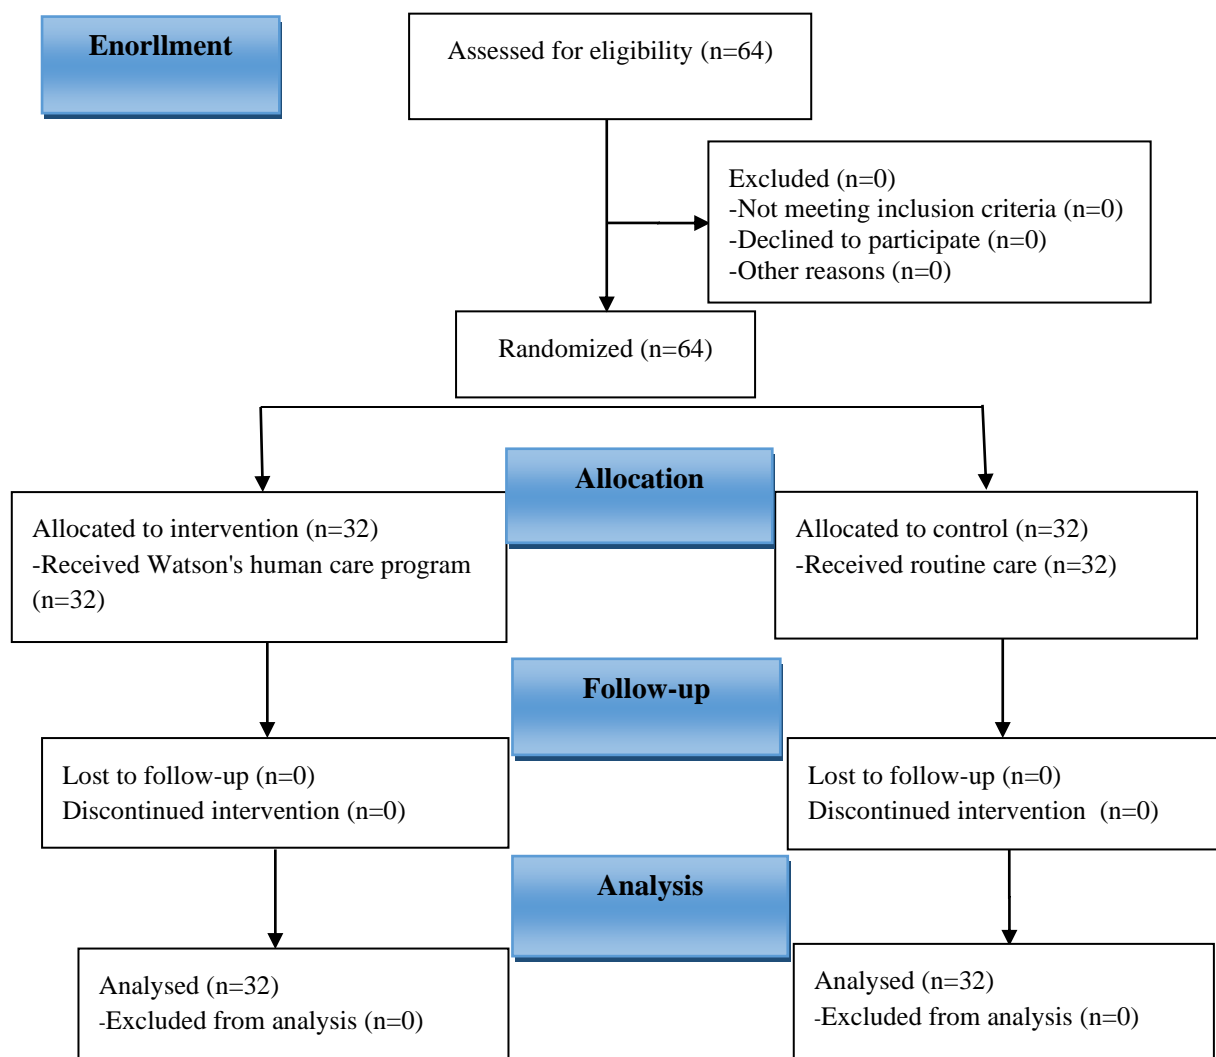 Enorllment
Assessed for eligibility (n=64)
Excluded (n=0)
-Not meeting inclusion criteria (n=0)
-Declined to participate (n=0)
-Other reasons (n=0)
Randomized (n=64)
Allocation
Allocated to intervention (n=32)
-Received Watson's human care program
(n=32)
Allocated to control (n=32)
-Received routine care (n=32)
Follow-up
Lost to follow-up (n=0)
Discontinued intervention (n=0)
Lost to follow-up (n=0)
Discontinued intervention  (n=0)
Analysis
Analysed (n=32)
-Excluded from analysis (n=0)
Analysed (n=32)
-Excluded from analysis (n=0)